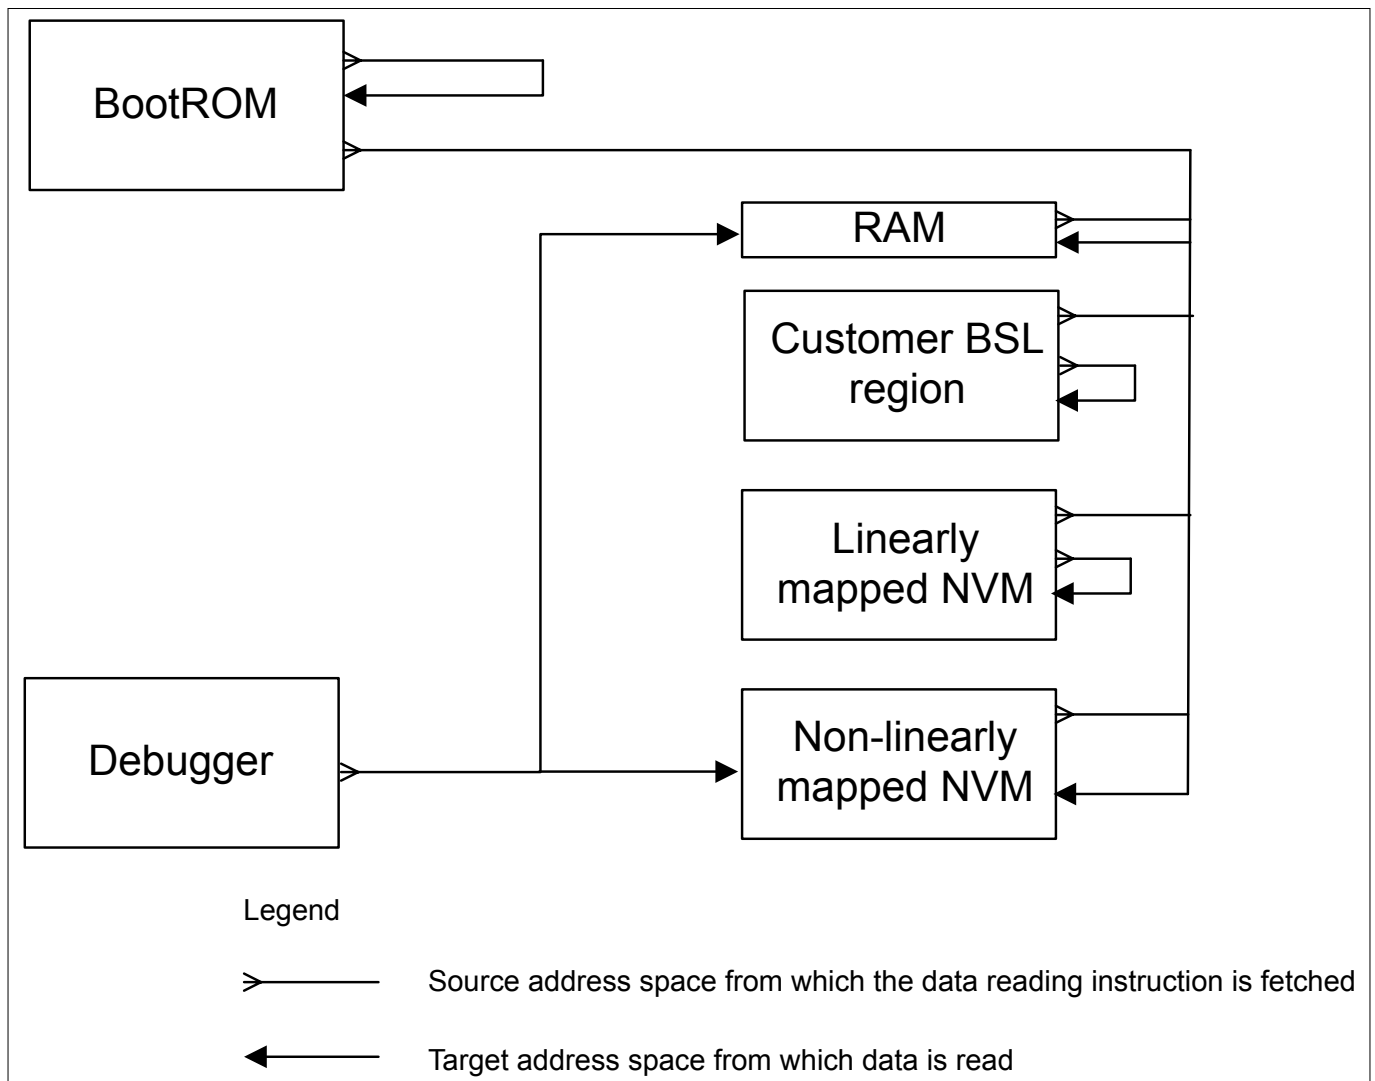 BootROM
RAM
Customer BSL
region
Linearly
mapped NVM
Debugger
Non-linearly
mapped NVM
Legend
Source address space from which the data reading instruction is fetched
Target address space from which data is read